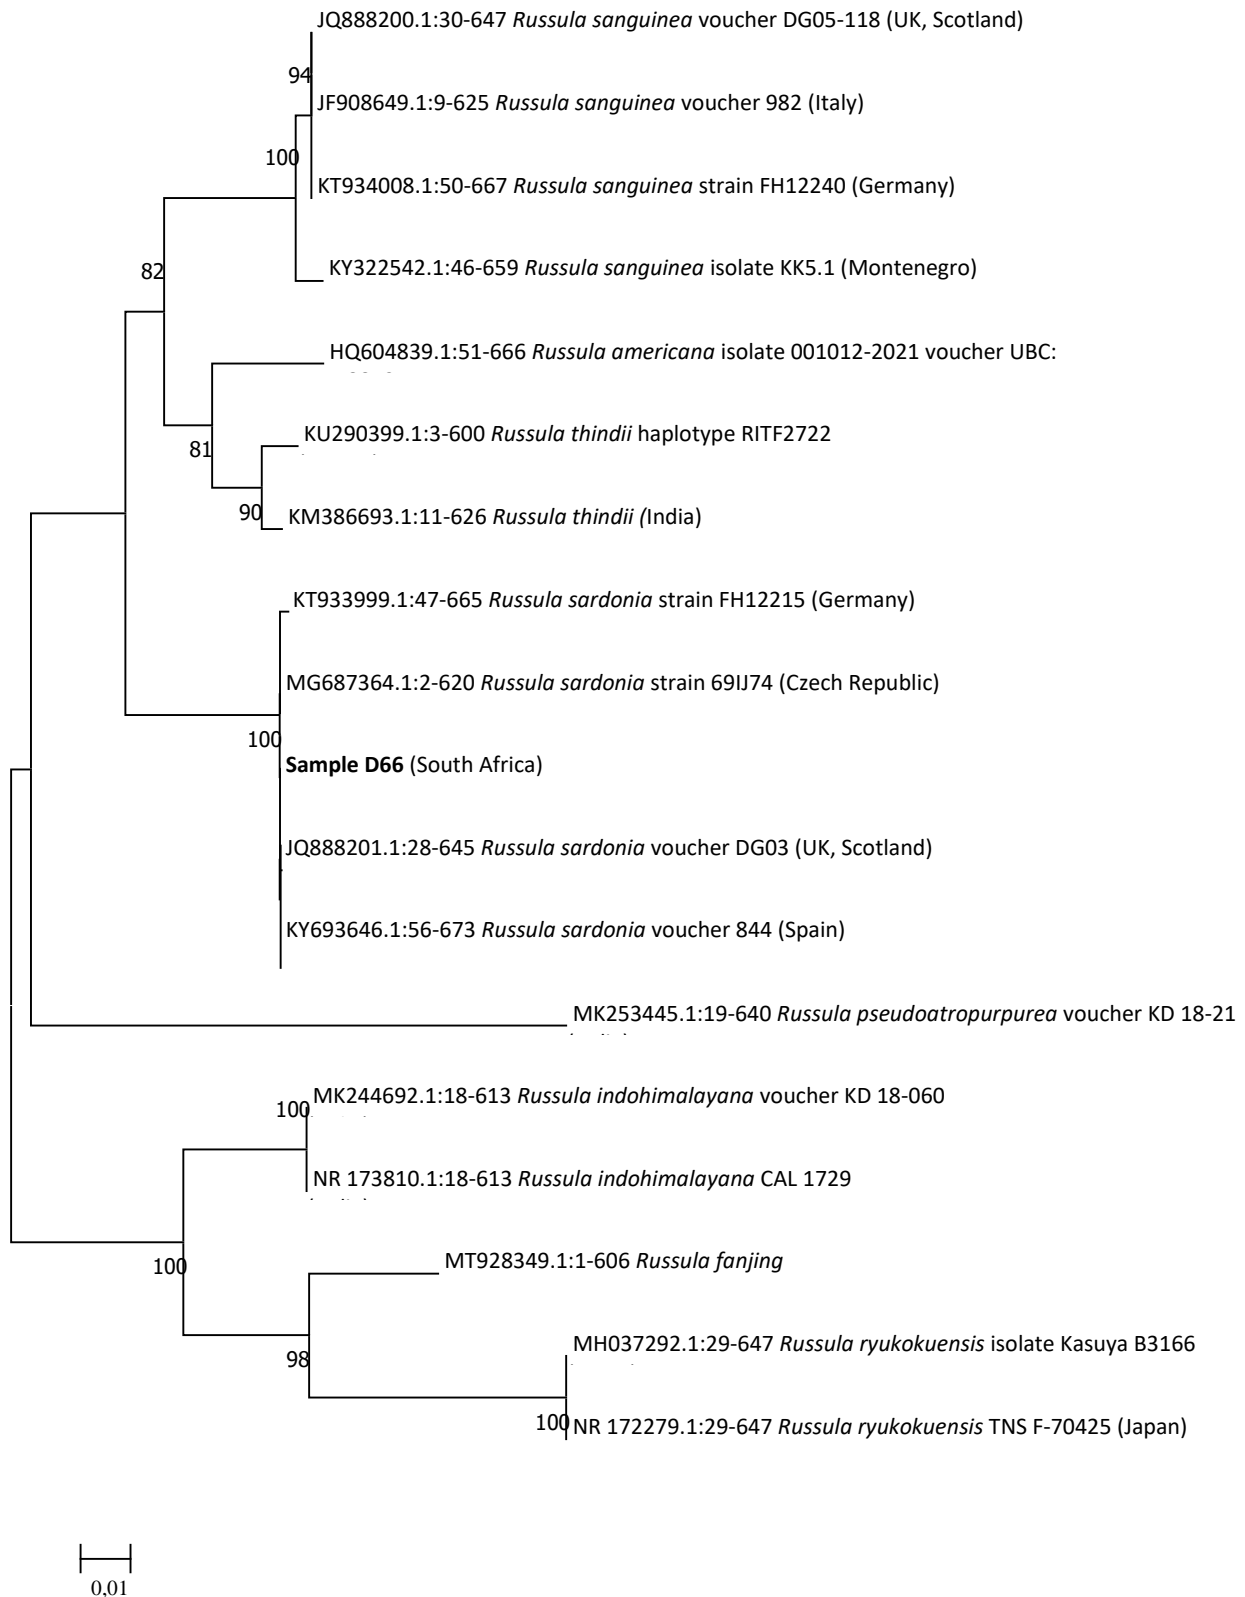 JQ888200.1:30-647 Russula sanguinea voucher DG05-118 (UK, Scotland)
94
JF908649.1:9-625 Russula sanguinea voucher 982 (Italy)
100
KT934008.1:50-667 Russula sanguinea strain FH12240 (Germany)
KY322542.1:46-659 Russula sanguinea isolate KK5.1 (Montenegro)
82
HQ604839.1:51-666 Russula americana isolate 001012-2021 voucher UBC:
KU290399.1:3-600 Russula thindii haplotype RITF2722
81
90
KM386693.1:11-626 Russula thindii (India)
KT933999.1:47-665 Russula sardonia strain FH12215 (Germany)
MG687364.1:2-620 Russula sardonia strain 69IJ74 (Czech Republic)
100
Sample D66 (South Africa)
JQ888201.1:28-645 Russula sardonia voucher DG03 (UK, Scotland)
KY693646.1:56-673 Russula sardonia voucher 844 (Spain)
MK253445.1:19-640 Russula pseudoatropurpurea voucher KD 18-21
MK244692.1:18-613 Russula indohimalayana voucher KD 18-060
100
NR 173810.1:18-613 Russula indohimalayana CAL 1729
100
MT928349.1:1-606 Russula fanjing
MH037292.1:29-647 Russula ryukokuensis isolate Kasuya B3166
98
100
NR 172279.1:29-647 Russula ryukokuensis TNS F-70425 (Japan)
0,01